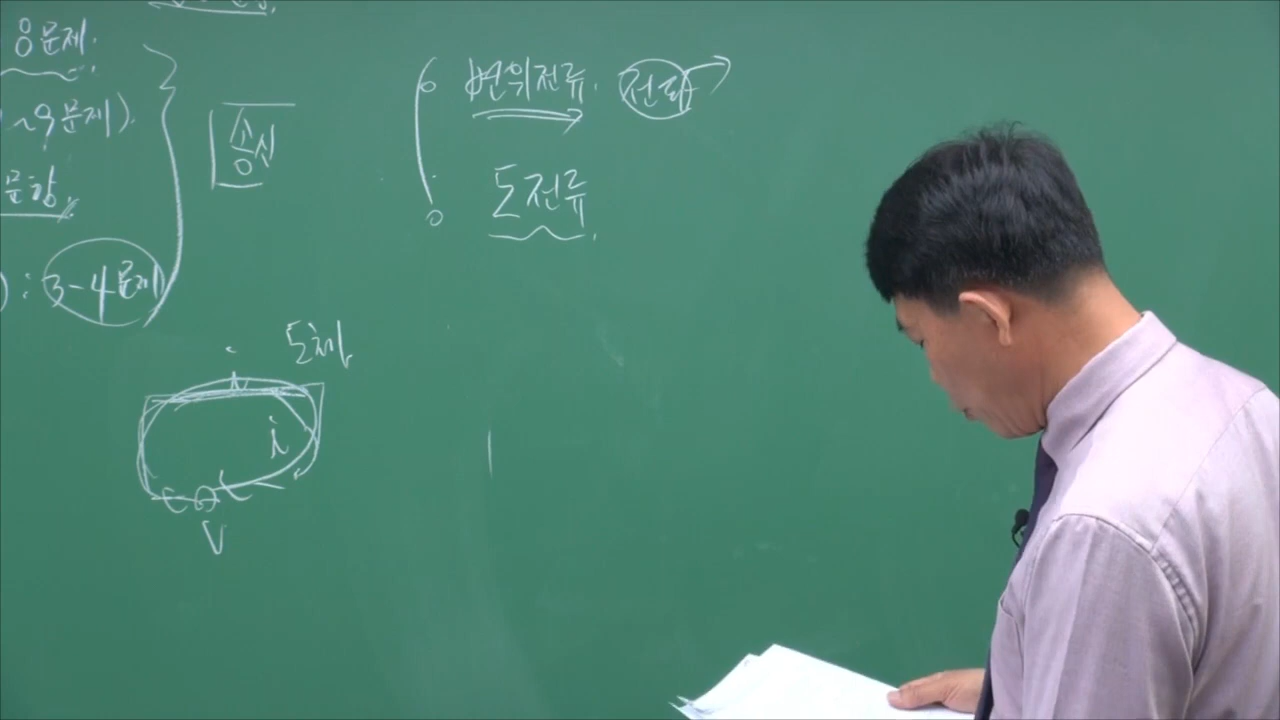 응문제.
~9문제).
문항.
) : 3-4문제
송신
변위전류. 전파
도전류
도체
i
i
V